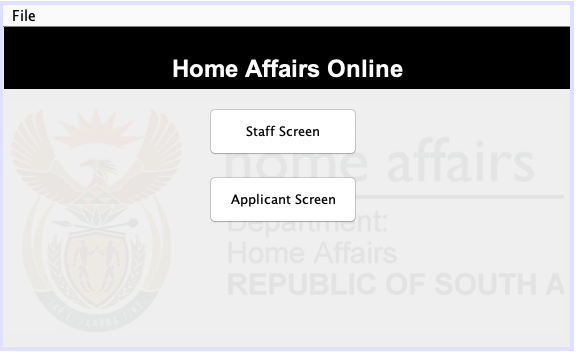 File
Home Affairs Online
Staff Screen
home affairs
Applicant Screen
Department:
Home Affairs
REPUBLIC OF SOUTH A